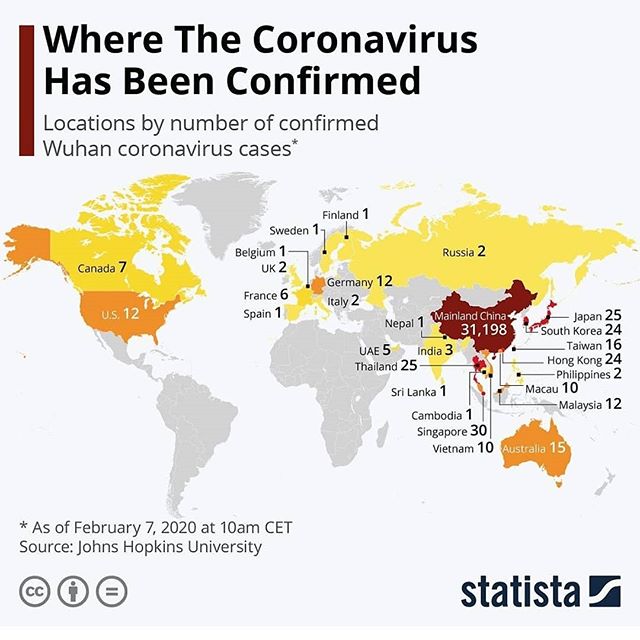 Where The Coronavirus
Has Been Confirmed
Locations by number of confirmed
Wuhan coronavirus cases*
Finland 1
Sweden 1
Belgium 1
Russia 2
Canada 7
UK 2
Germany 12
France 6
Italy 2
U.S. 12
Spain 1
Mainland China
31,198
Japan 25
Nepal 1
South Korea 24
Taiwan 16
UAE 5
India 3
Hong Kong 24
Thailand 25
Philippines 2
Macau 10
Sri Lanka 1
Malaysia 12
Cambodia 1
Singapore 30
Vietnam 10
Australia 15
* As of February 7, 2020 at 10am CET
Source: Johns Hopkins University
cc
=
statista